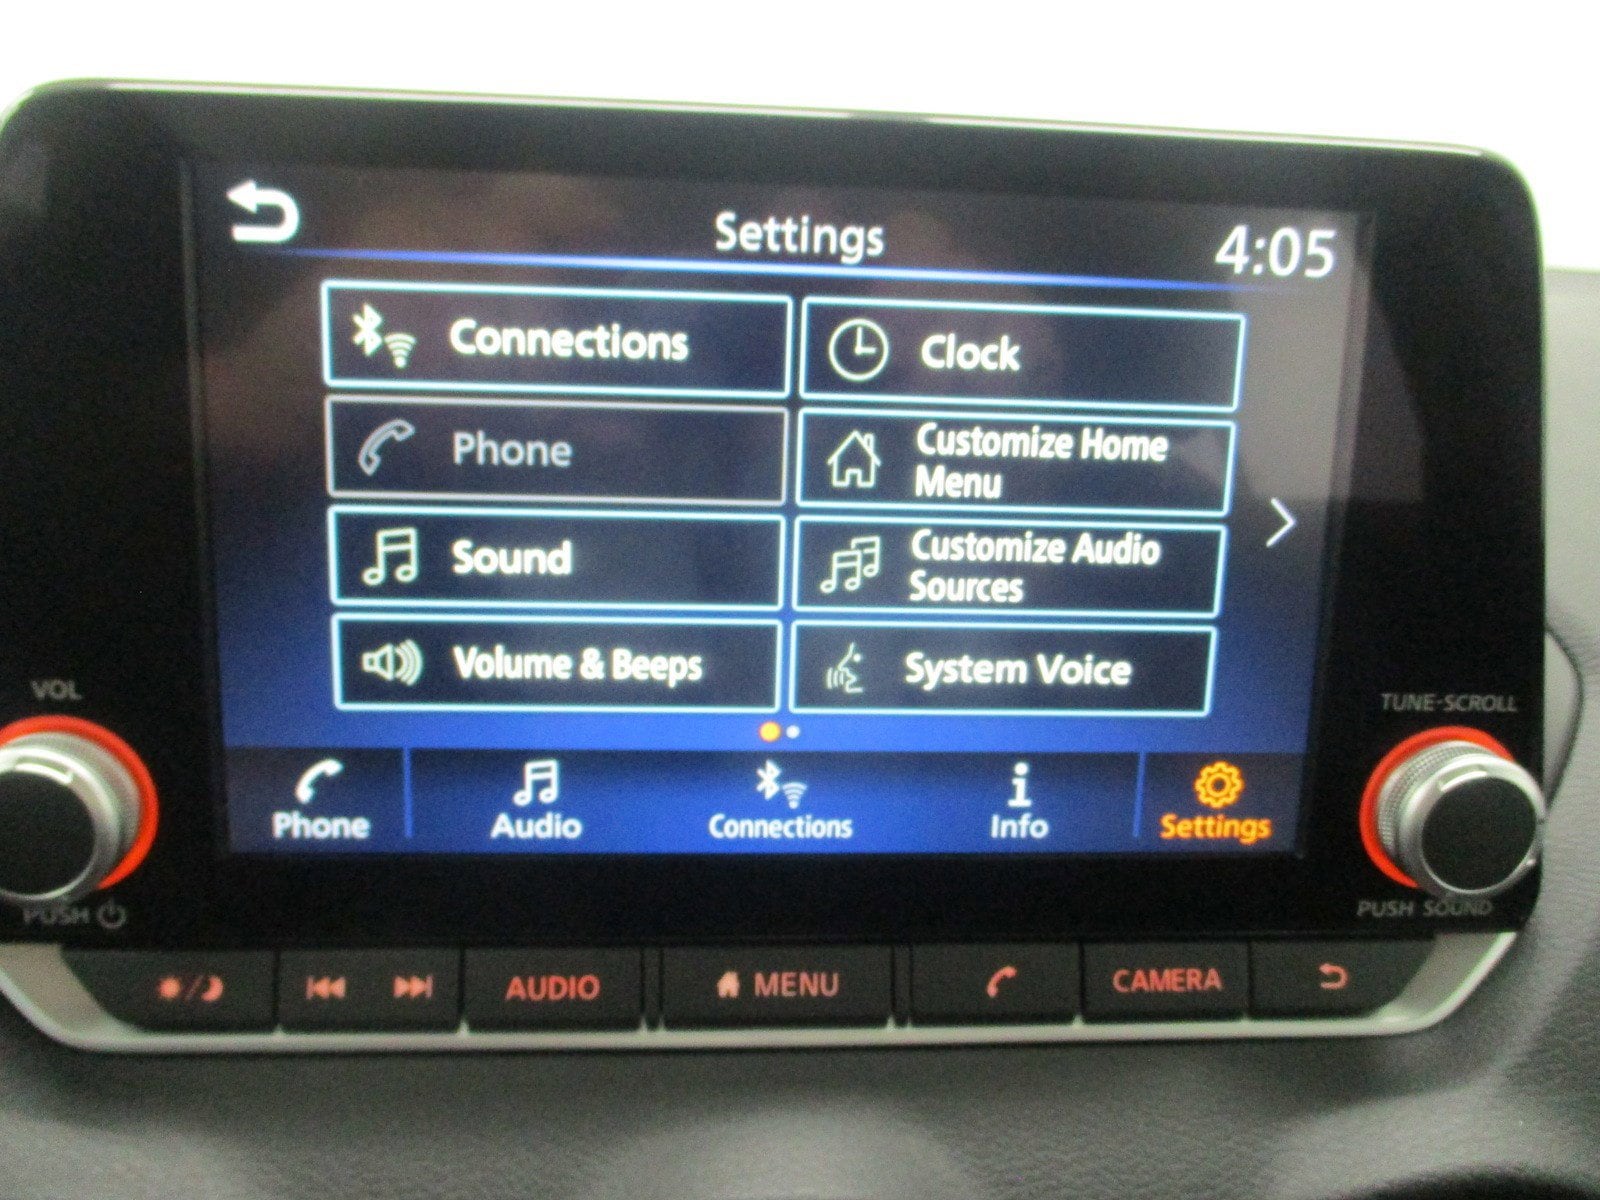 Settings
4:05
Connections
Clock
Phone
Customize Home
Menu
Sound
Customize Audio
Sources
Volume & Beeps
System Voice
VOL
TUNE-SCROLL
Phone
Audio
Connections
Info
Settings
PUSH
PUSH SOUND
AUDIO
MENU
CAMERA